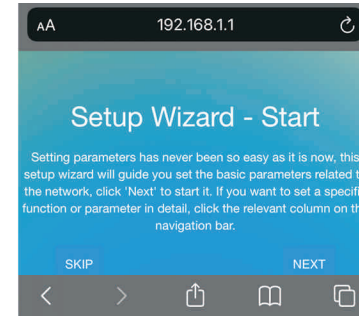 AA 192.168.1.1
Setup Wizard - Start
Setting parameters has never been so easy as it is now, this
setup wizard will guide you set the basic parameters related
the network, click 'Next' to start it. If you want to set a
function or parameter in detail, click the relevant column on
navigation bar.
SKIP NEXT